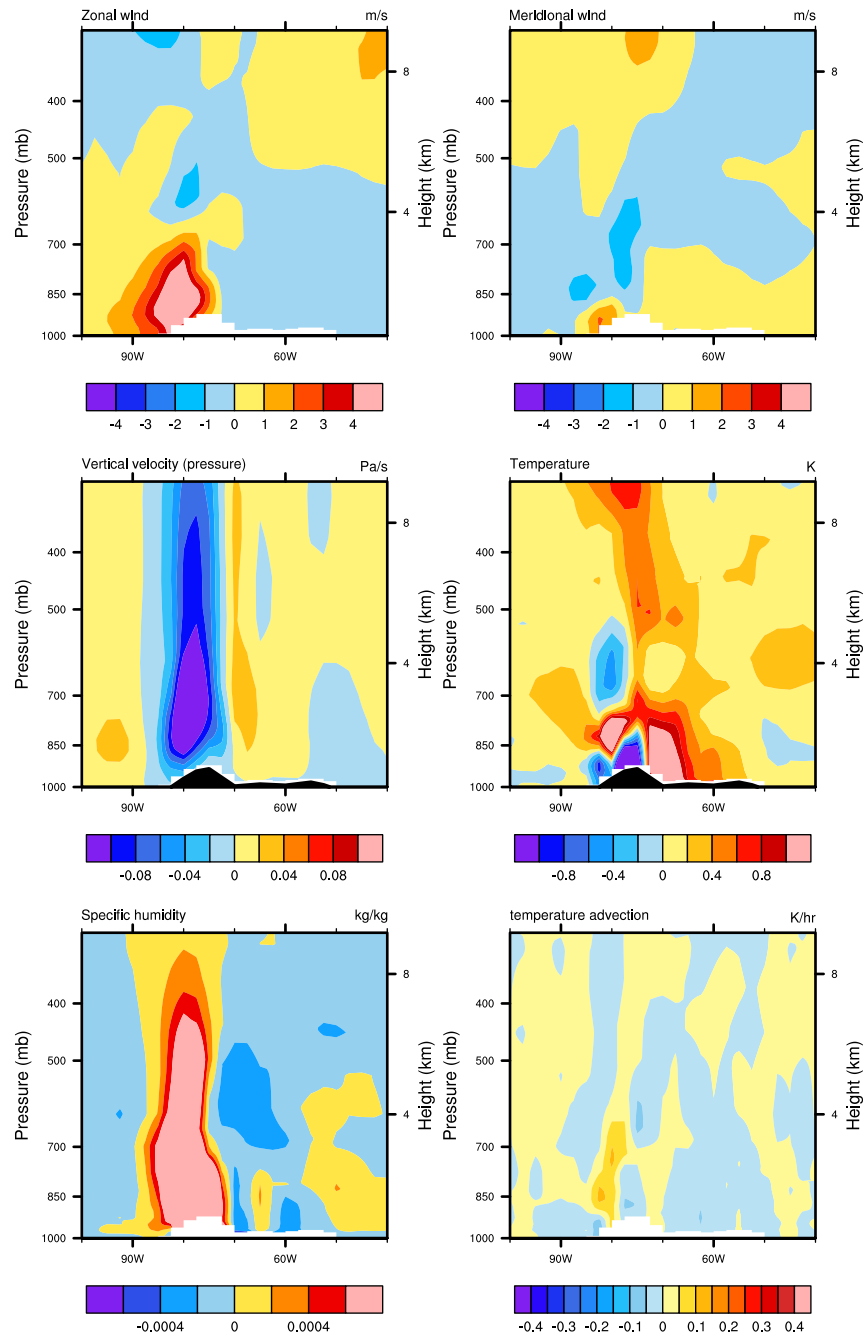 Zonal wind m/s
Pressure (mb)
400
500
700
850
1000
8
4
Height (km)
90W 60W
-4 -3 -2 -1 0 1 2 3 4
Meridional wind m/s
Pressure (mb)
400
500
700
850
1000
8
4
Height (km)
90W 60W
-4 -3 -2 -1 0 1 2 3 4
Vertical velocity (pressure) Pa/s
Pressure (mb)
400
500
700
850
1000
8
4
Height (km)
90W 60W
-0.08 -0.04 0 0.04 0.08
Temperature K
Pressure (mb)
400
500
700
850
1000
8
4
Height (km)
90W 60W
-0.8 -0.4 0 0.4 0.8
Specific humidity kg/kg
Pressure (mb)
400
500
700
850
1000
8
4
Height (km)
90W 60W
-0.0004 0 0.0004
temperature advection K/hr
Pressure (mb)
400
500
700
850
1000
8
4
Height (km)
90W 60W
-0.4 -0.3 -0.2 -0.1 0 0.1 0.2 0.3 0.4